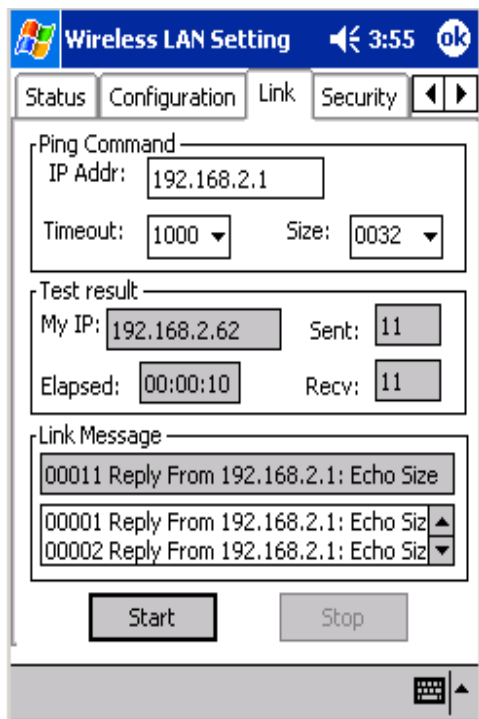 Wireless LAN Setting 3:55 ok
Status Configuration Link Security
Ping Command
IP Addr: 192.168.2.1
Timeout: 1000 Size: 0032
Test result
My IP: 192.168.2.62 Sent: 11
Elapsed: 00:00:10 Recv: 11
Link Message
00011 Reply From 192.168.2.1: Echo Size
00001 Reply From 192.168.2.1: Echo Siz
00002 Reply From 192.168.2.1: Echo Siz
Start Stop